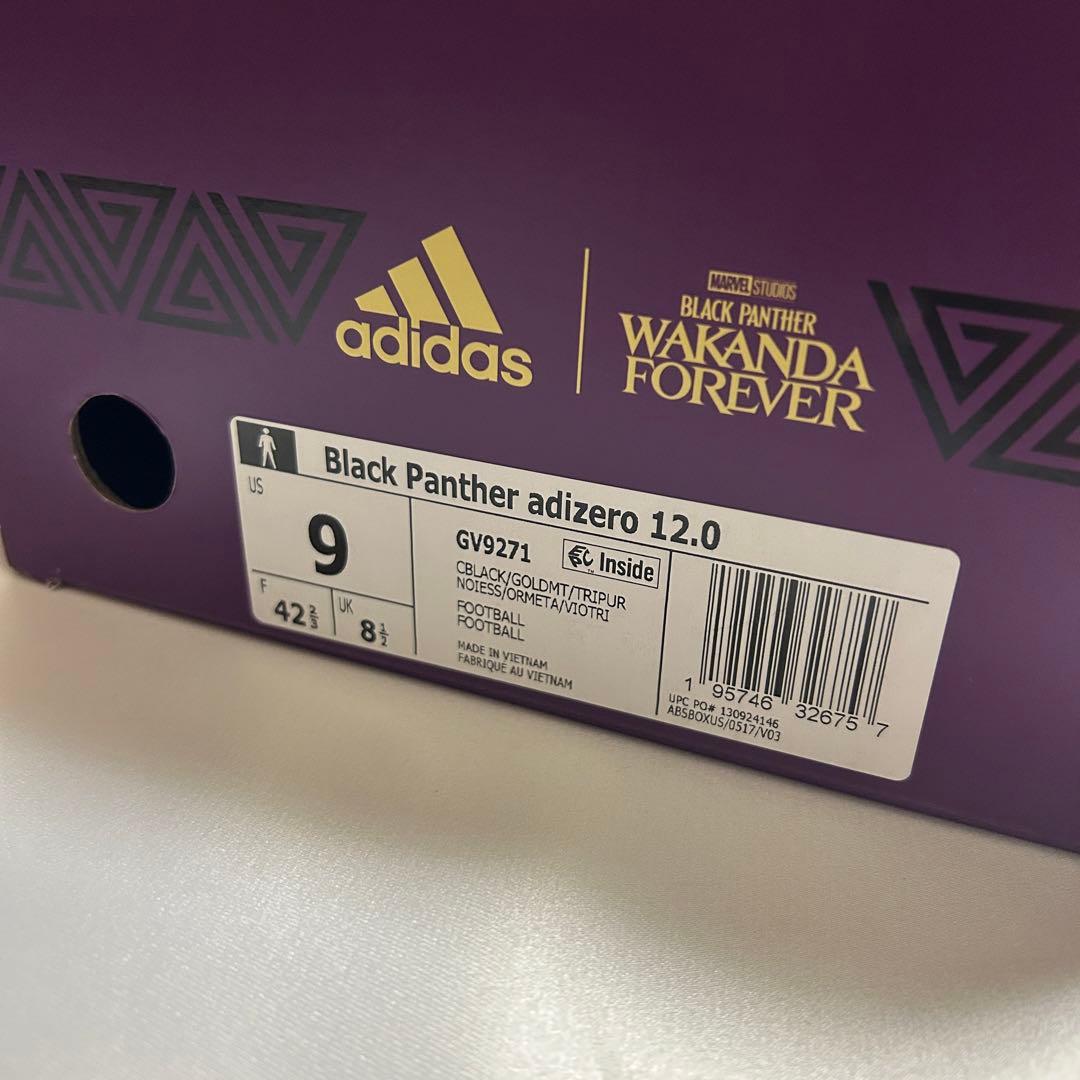 adidas
MARVEL STUDIOS
BLACK PANTHER
WAKANDA
FOREVER
Black Panther adizero 12.0
US
9
F
42 2/3
UK
8 1/2
GV9271
Inside
CBLACK/GOLDMT/TRIPUR
NOIESS/ORMETA/VIOTRI
FOOTBALL
FOOTBALL
MADE IN VIETNAM
FABRIQUÉ AU VIETNAM
1 95746 32675 7
UPC PO# 130924146
ABSBOXUS/0517/V03